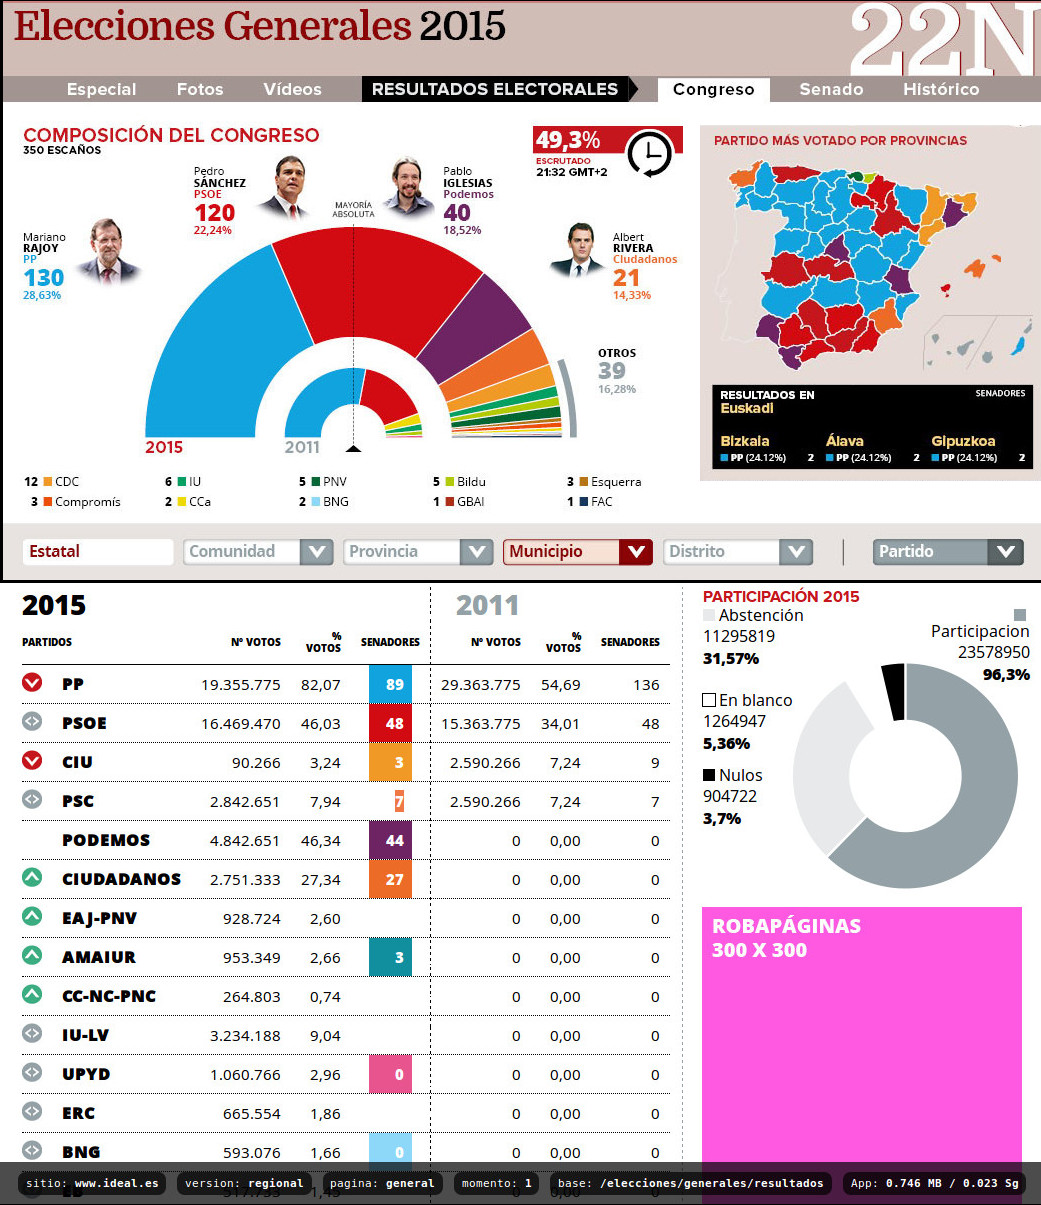 Elecciones Generales 2015
22N
Especial Fotos Vídeos RESULTADOS ELECTORALES Congreso Senado Histórico
COMPOSICIÓN DEL CONGRESO
350 ESCAÑOS
49,3%
ESCRUTADO
21:32 GMT+2
Mariano
RAJOY
PP
130
28,63%
Pedro
SÁNCHEZ
PSOE
120
22,24%
MAYORÍA
ABSOLUTA
Pablo
IGLESIAS
Podemos
40
18,52%
Albert
RIVERA
Cludadanos
21
14,33%
OTROS
39
16,28%
2015
2011
12 CDC 6 IU 5 PNV 5 Bildu 3 Esquerra
3 Compromís 2 CCa 2 BNG 1 GBAI 1 FAC
PARTIDO MÁS VOTADO POR PROVINCIAS
RESULTADOS EN SENADORES
Euskadi
Bizkaia Álava Gipuzkoa
PP (24.12%) 2 PP (24.12%) 2 PP (24.12%) 2
Estatal Comunidad Provincia Municipio Distrito Partido
2015 2011
PARTIDOS Nº VOTOS % VOTOS SENADORES Nº VOTOS % VOTOS SENADORES
PP 19.355.775 82,07 89 29.363.775 54,69 136
PSOE 16.469.470 46,03 48 15.363.775 34,01 48
CIU 90.266 3,24 3 2.590.266 7,24 9
PSC 2.842.651 7,94 7 2.590.266 7,24 7
PODEMOS 4.842.651 46,34 44 0 0,00 0
CIUDADANOS 2.751.333 27,34 27 0 0,00 0
EAJ-PNV 928.724 2,60 0 0,00 0
AMAIUR 953.349 2,66 3 0 0,00 0
CC-NC-PNC 264.803 0,74 0 0,00 0
IU-LV 3.234.188 9,04 0 0,00 0
UPYD 1.060.766 2,96 0 0 0,00 0
ERC 665.554 1,86 0 0,00 0
BNG 593.076 1,66 0 0 0,00 0
PARTICIPACIÓN 2015
Abstención
11295819
31,57%
Participacion
23578950
96,3%
En blanco
1264947
5,36%
Nulos
904722
3,7%
ROBAPÁGINAS
300 X 300
sitio: www.ideal.es version: regional pagina: general momento: 1 base: /elecciones/generales/resultados App: 0.746 MB / 0.023 Sg